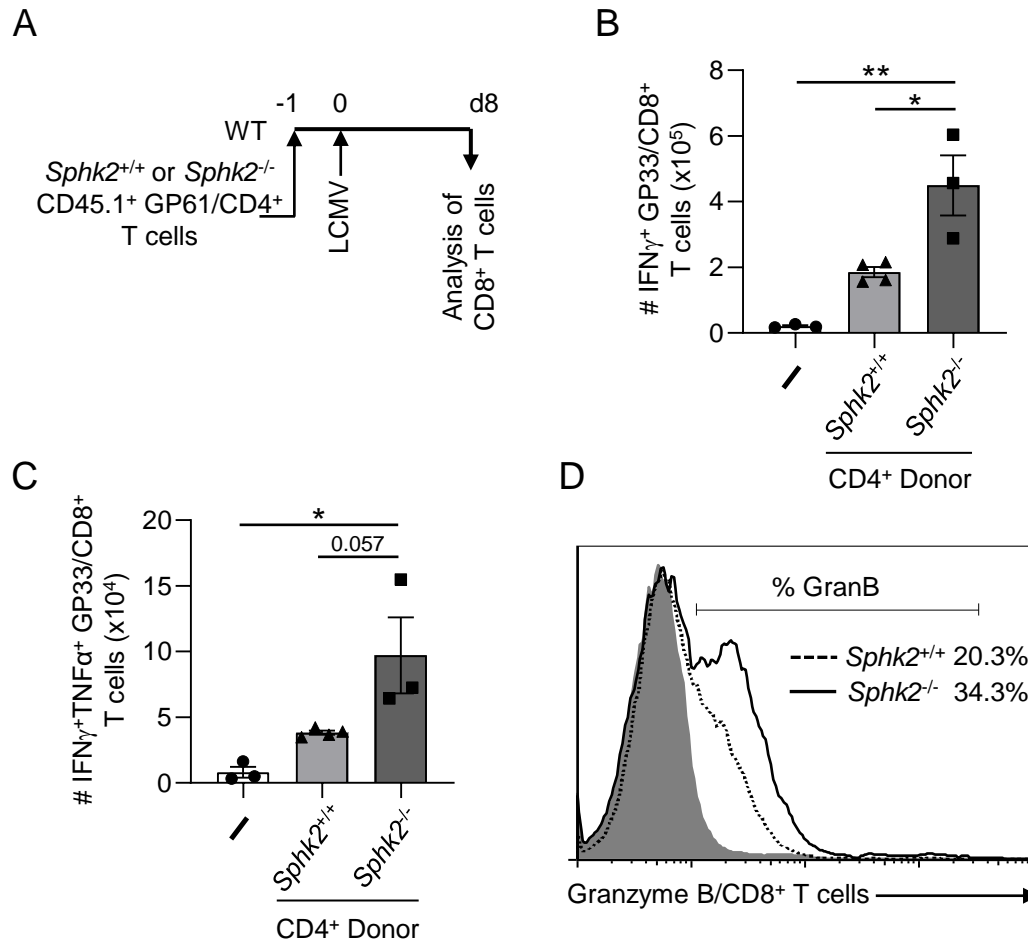 A
-1 0 d8
WT
Sphk2+/+ or Sphk2-/-
CD45.1+ GP61/CD4+
T cells
LCMV
Analysis of
CD8+ T cells
B
# IFNγ+ GP33/CD8+
T cells (x10⁵)
8
6
4
2
0
**
*
Sphk2+/+
Sphk2-/-
CD4+ Donor
C
# IFNγ+TNFα+ GP33/CD8+
T cells (x10⁴)
20
15
10
5
0
*
0.057
Sphk2+/+
Sphk2-/-
CD4+ Donor
D
% GranB
Sphk2+/+ 20.3%
Sphk2-/- 34.3%
Granzyme B/CD8+ T cells